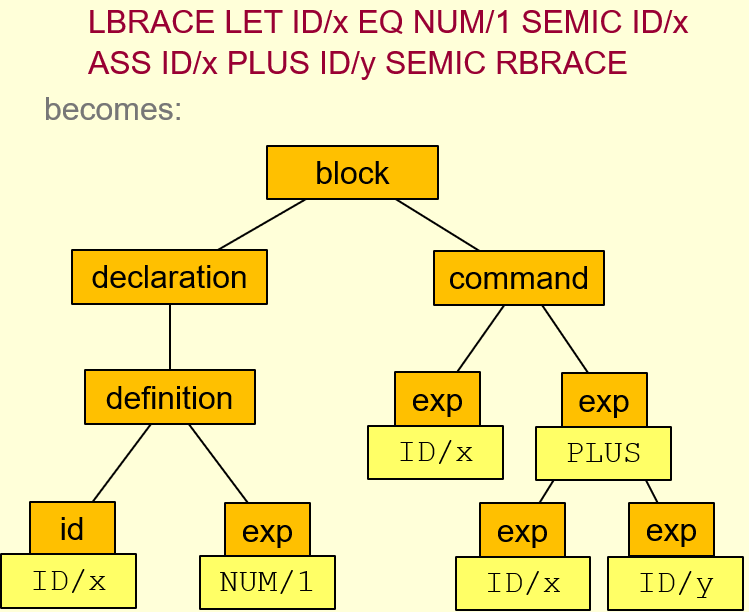 LBRACE LET ID/x EQ NUM/1 SEMIC ID/x
ASS ID/x PLUS ID/y SEMIC RBRACE
becomes:
block
declaration
command
definition
exp
exp
ID/x
PLUS
id
exp
exp
exp
ID/x
NUM/1
ID/x
ID/y